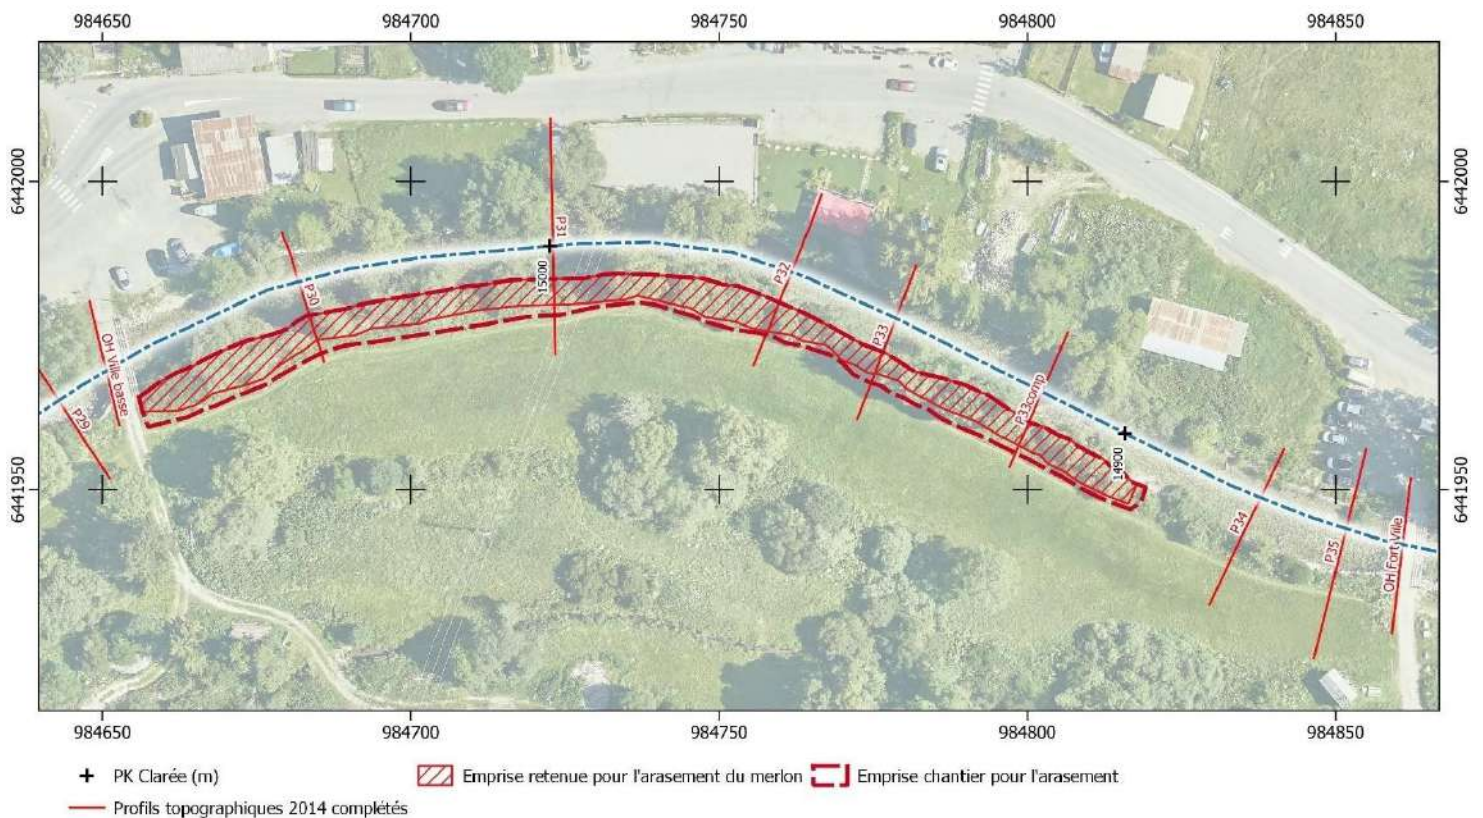 984650 984700 984750 984800 984850
6442000 6442000
P31
P32
P30
15000
P33
OH Ville basse
P33comp
P29
14900
6441950 6441950
P34
P35
OH Fort Ville
984650 984700 984750 984800 984850
PK Clarée (m) Emprise retenue pour l'arasement du merlon Emprise chantier pour l'arasement
Profils topographiques 2014 complétés